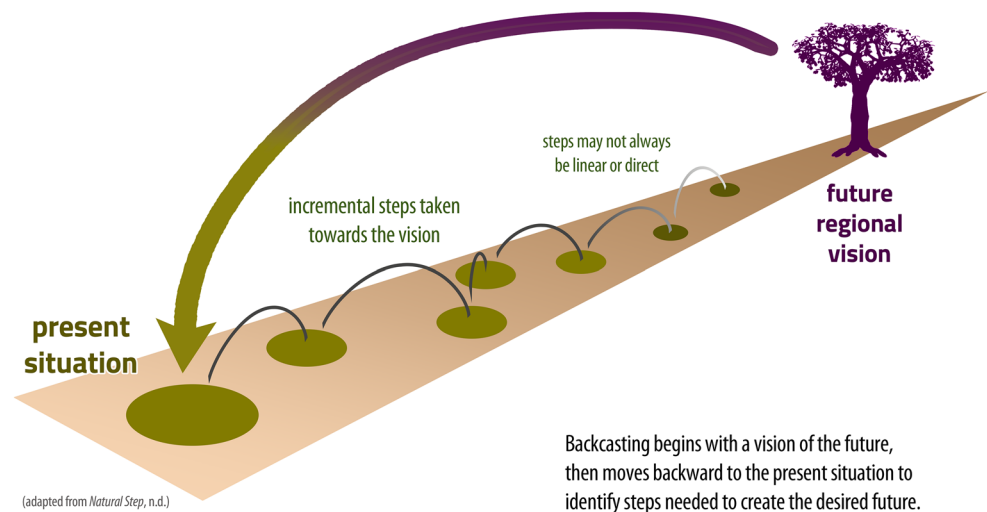 steps may not always
be linear or direct
incremental steps taken
towards the vision
future
regional
vision
present
situation
Backcasting begins with a vision of the future,
then moves backward to the present situation to
identify steps needed to create the desired future.
(adapted from Natural Step, n.d.)